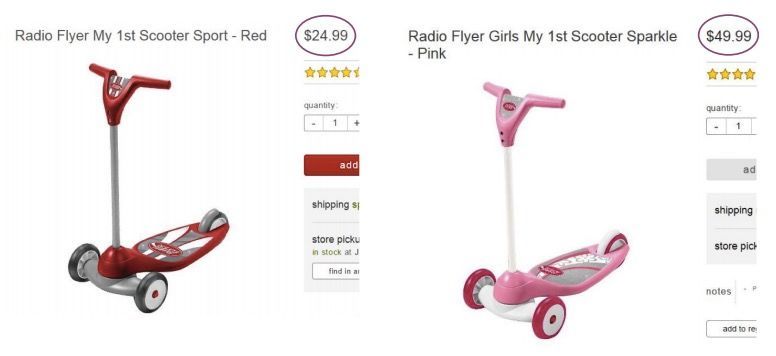 Radio Flyer My 1st Scooter Sport - Red
$24.99
quantity:
- 1 +
add
shipping
store picku
in stock at J
find in a
Radio Flyer Girls My 1st Scooter Sparkle
- Pink
$49.99
quantity:
- 1
ad
shipping
store pick
notes
add to re